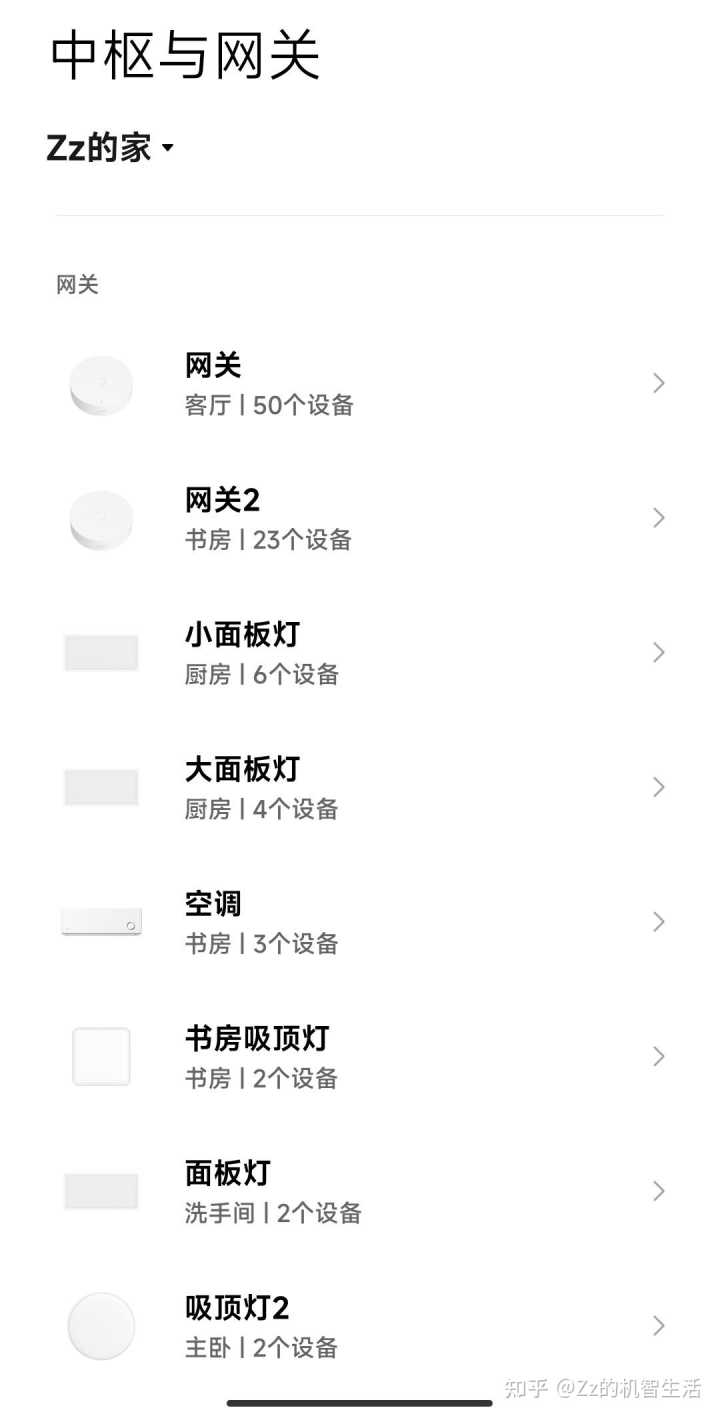 中枢与网关
Zz的家
网关
网关
客厅 | 50个设备
网关2
书房 | 23个设备
小面板灯
厨房 | 6个设备
大面板灯
厨房 | 4个设备
空调
书房 | 3个设备
书房吸顶灯
书房 | 2个设备
面板灯
洗手间 | 2个设备
吸顶灯2
主卧 | 2个设备
知乎 @Zz的机智生活